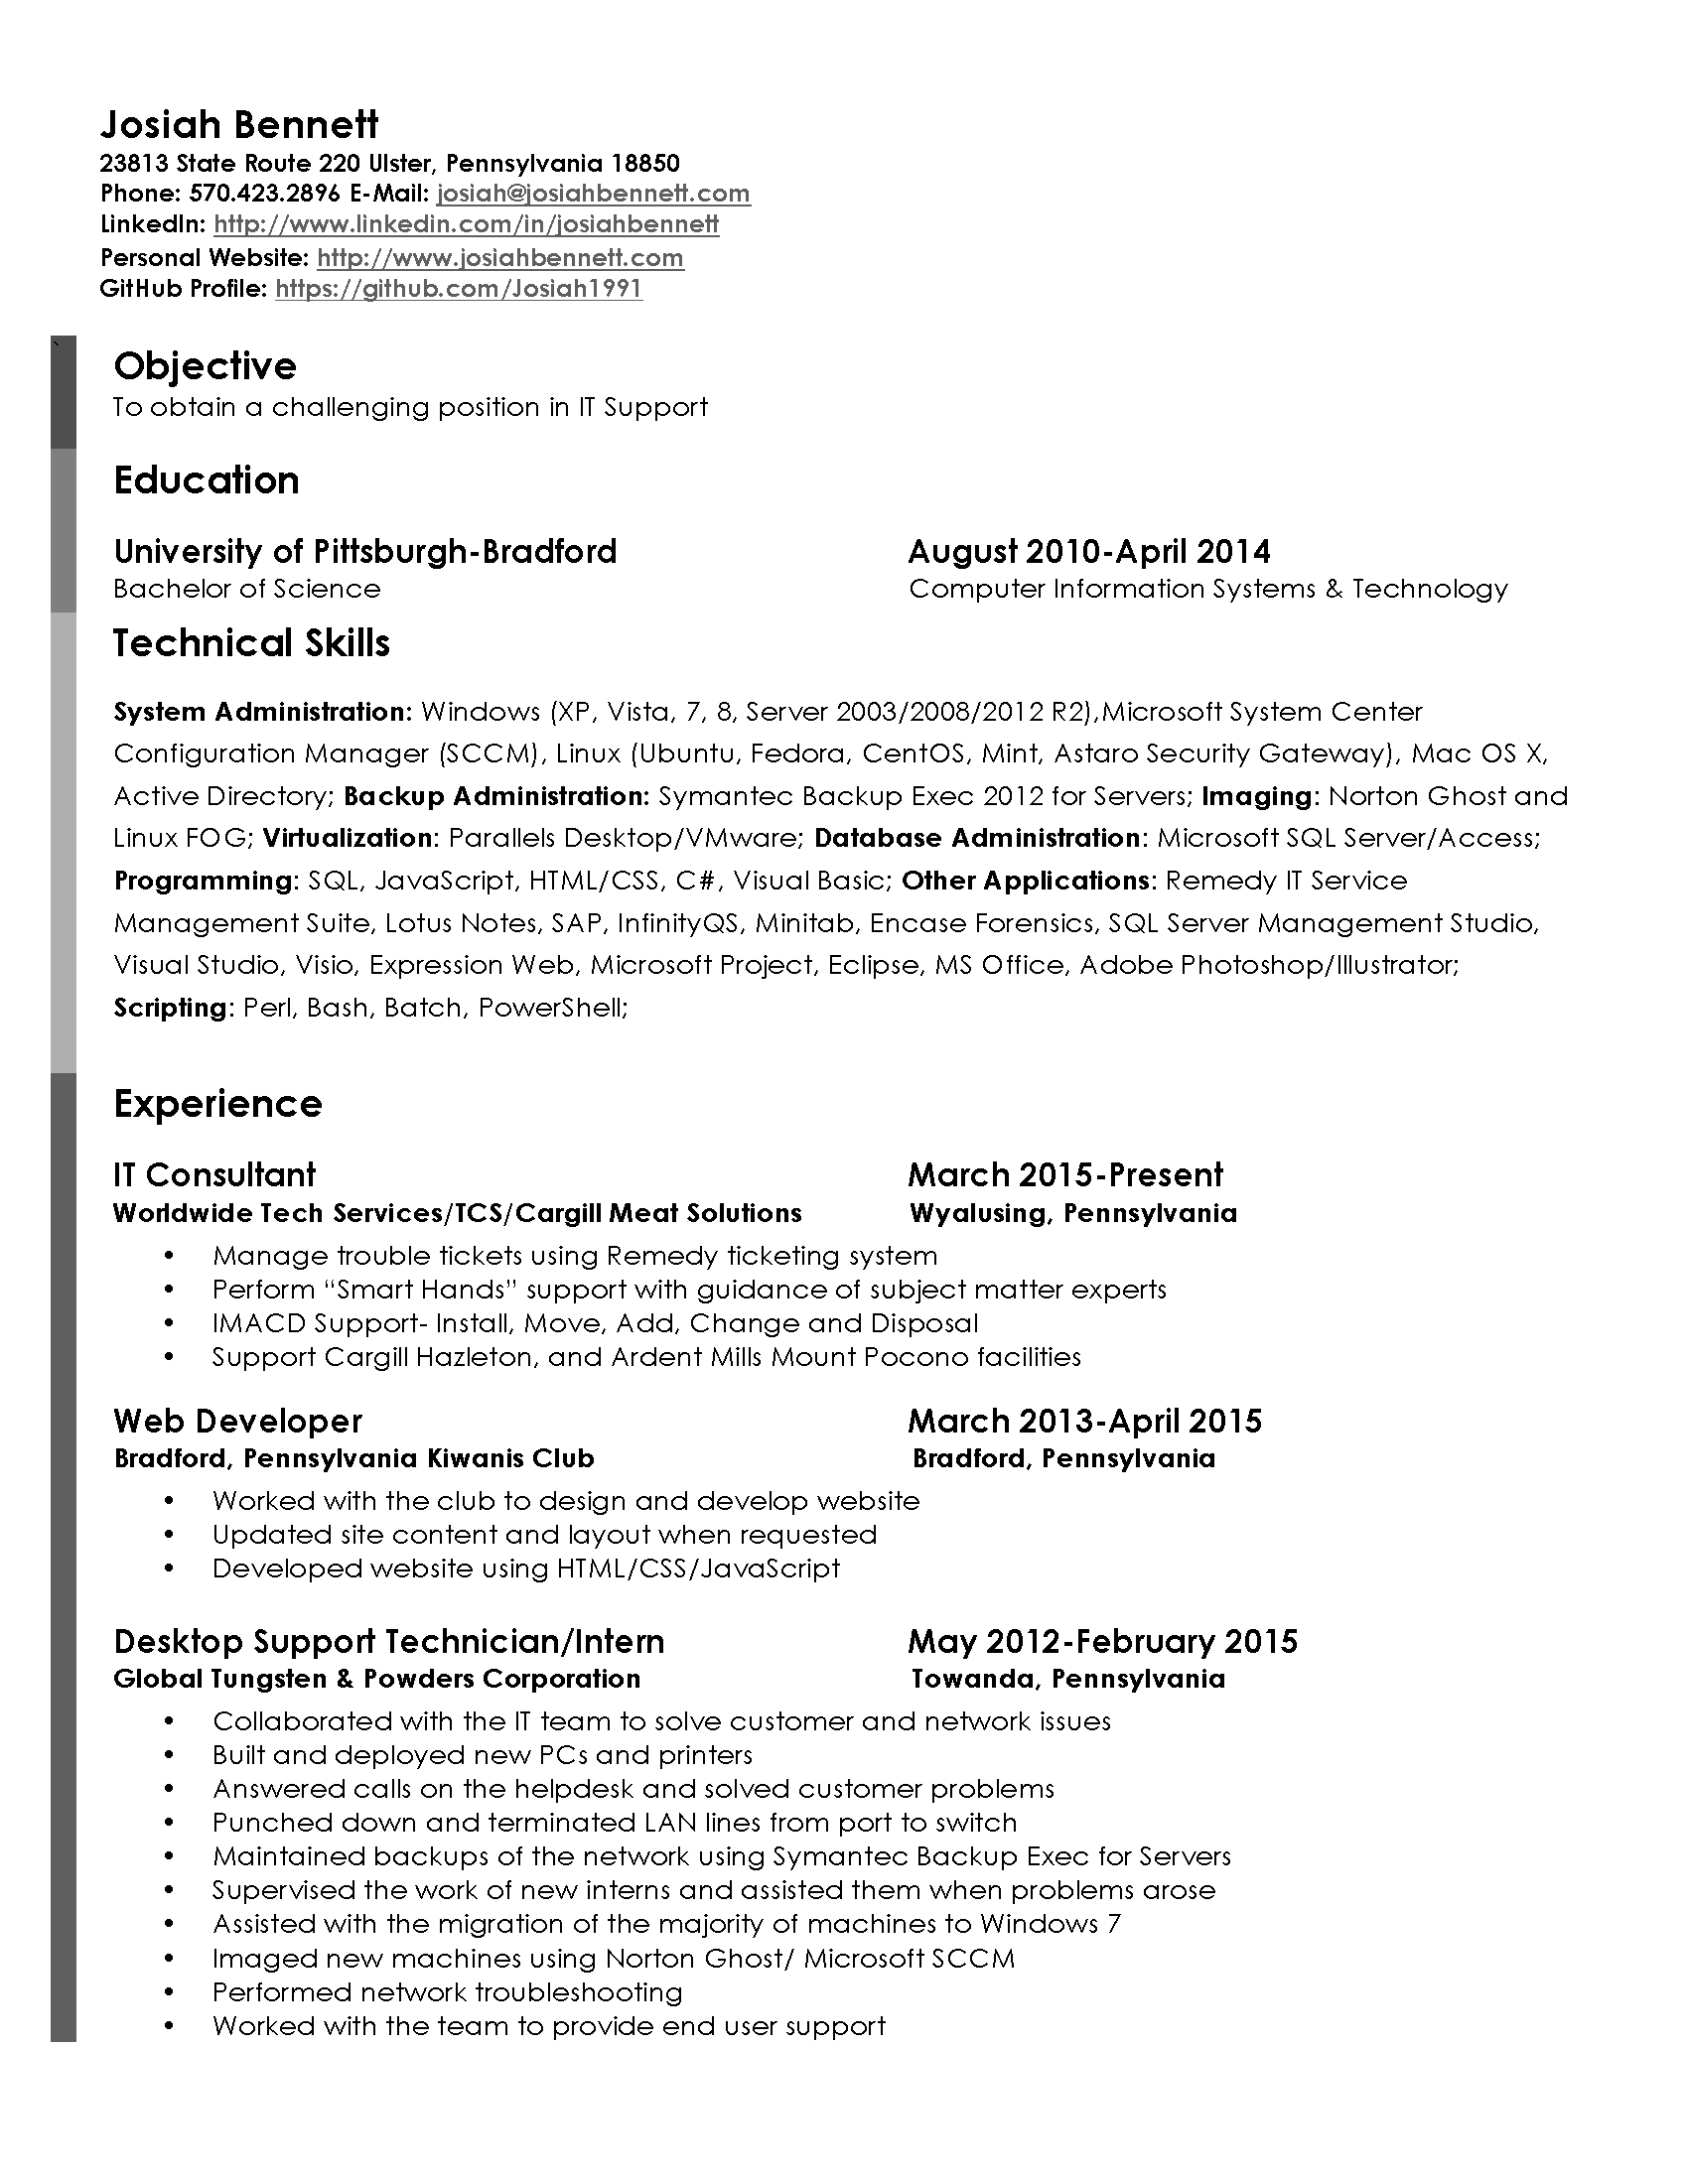 Josiah Bennett
23813 State Route 220 Ulster, Pennsylvania 18850
Phone: 570.423.2896 E-Mail: josiah@josiahbennett.com
LinkedIn: http://www.linkedin.com/in/josiahbennett
Personal Website: http://www.josiahbennett.com
GitHub Profile: https://github.com/Josiah1991
`
Objective
To obtain a challenging position in IT Support
Education
University of Pittsburgh-Bradford August 2010-April 2014
Bachelor of Science Computer Information Systems & Technology
Technical Skills
System Administration: Windows (XP, Vista, 7, 8, Server 2003/2008/2012 R2),Microsoft System Center
Configuration Manager (SCCM), Linux (Ubuntu, Fedora, CentOS, Mint, Astaro Security Gateway), Mac OS X,
Active Directory; Backup Administration: Symantec Backup Exec 2012 for Servers; Imaging: Norton Ghost and
Linux FOG; Virtualization: Parallels Desktop/VMware; Database Administration: Microsoft SQL Server/Access;
Programming: SQL, JavaScript, HTML/CSS, C#, Visual Basic; Other Applications: Remedy IT Service
Management Suite, Lotus Notes, SAP, InfinityQS, Minitab, Encase Forensics, SQL Server Management Studio,
Visual Studio, Visio, Expression Web, Microsoft Project, Eclipse, MS Office, Adobe Photoshop/Illustrator;
Scripting: Perl, Bash, Batch, PowerShell;
Experience
IT Consultant March 2015-Present
Worldwide Tech Services/TCS/Cargill Meat Solutions Wyalusing, Pennsylvania
• Manage trouble tickets using Remedy ticketing system
• Perform “Smart Hands” support with guidance of subject matter experts
• IMACD Support- Install, Move, Add, Change and Disposal
• Support Cargill Hazleton, and Ardent Mills Mount Pocono facilities
Web Developer March 2013-April 2015
Bradford, Pennsylvania Kiwanis Club Bradford, Pennsylvania
• Worked with the club to design and develop website
• Updated site content and layout when requested
• Developed website using HTML/CSS/JavaScript
Desktop Support Technician/Intern May 2012-February 2015
Global Tungsten & Powders Corporation Towanda, Pennsylvania
• Collaborated with the IT team to solve customer and network issues
• Built and deployed new PCs and printers
• Answered calls on the helpdesk and solved customer problems
• Punched down and terminated LAN lines from port to switch
• Maintained backups of the network using Symantec Backup Exec for Servers
• Supervised the work of new interns and assisted them when problems arose
• Assisted with the migration of the majority of machines to Windows 7
• Imaged new machines using Norton Ghost/ Microsoft SCCM
• Performed network troubleshooting
• Worked with the team to provide end user support